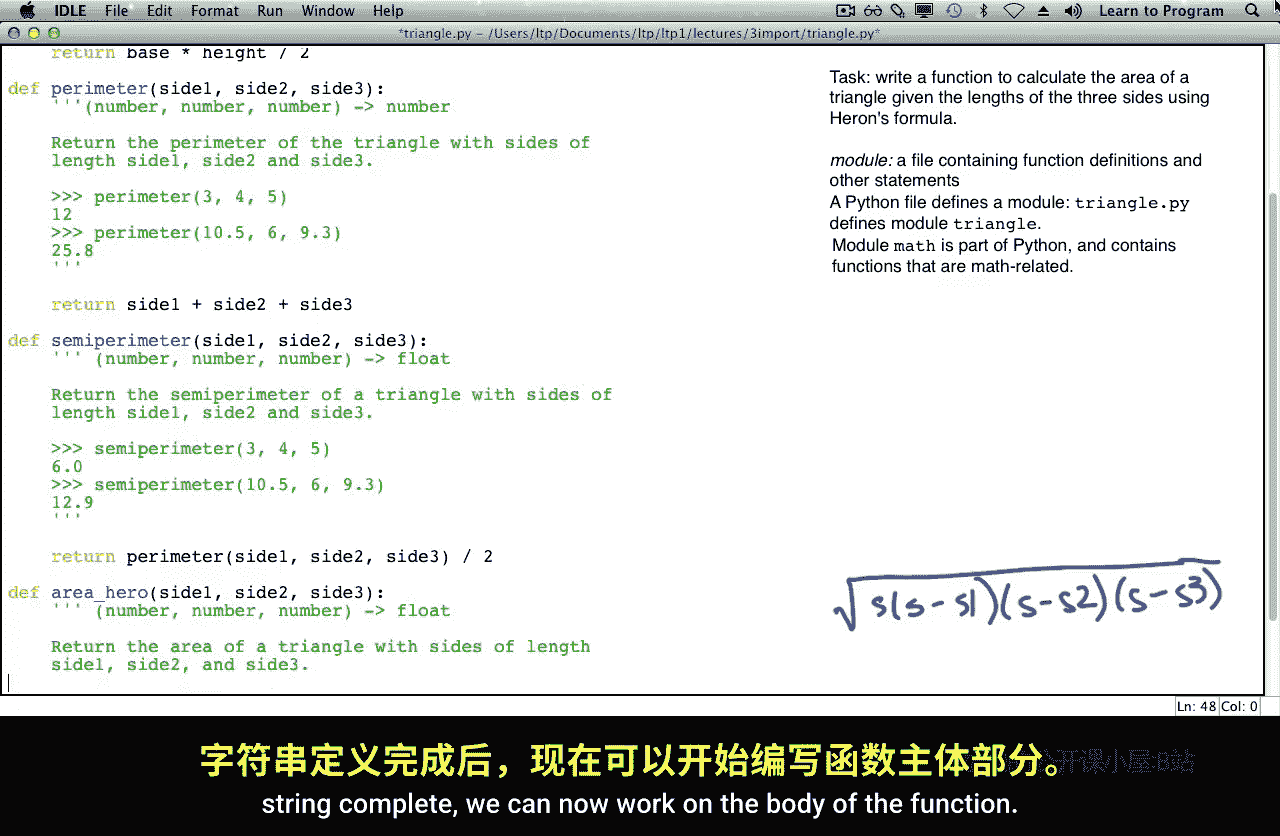 IDLE File Edit Format Run Window Help Learn to Program
*triangle.py – /Users/ltp/Documents/ltp/ltp1/lectures/3import/triangle.py*
return base * height / 2
def perimeter(side1, side2, side3):
'''(number, number, number) -> number
Return the perimeter of the triangle with sides of
length side1, side2 and side3.
>>> perimeter(3, 4, 5)
12
>>> perimeter(10.5, 6, 9.3)
25.8
'''
return side1 + side2 + side3
def semiperimeter(side1, side2, side3):
''' (number, number, number) -> float
Return the semiperimeter of a triangle with sides of
length side1, side2 and side3.
>>> semiperimeter(3, 4, 5)
6.0
>>> semiperimeter(10.5, 6, 9.3)
12.9
'''
return perimeter(side1, side2, side3) / 2
def area_hero(side1, side2, side3):
''' (number, number, number) -> float
Return the area of a triangle with sides of length
side1, side2, and side3.
Task: write a function to calculate the area of a
triangle given the lengths of the three sides using
Heron's formula.
module: a file containing function definitions and
other statements
A Python file defines a module: triangle.py
defines module triangle.
Module math is part of Python, and contains
functions that are math-related.
√s(s-s1)(s-s2)(s-s3)
Ln: 48 Col: 0
字符串定义完成后，现在可以开始编写函数主体部分。
string complete, we can now work on the body of the function.